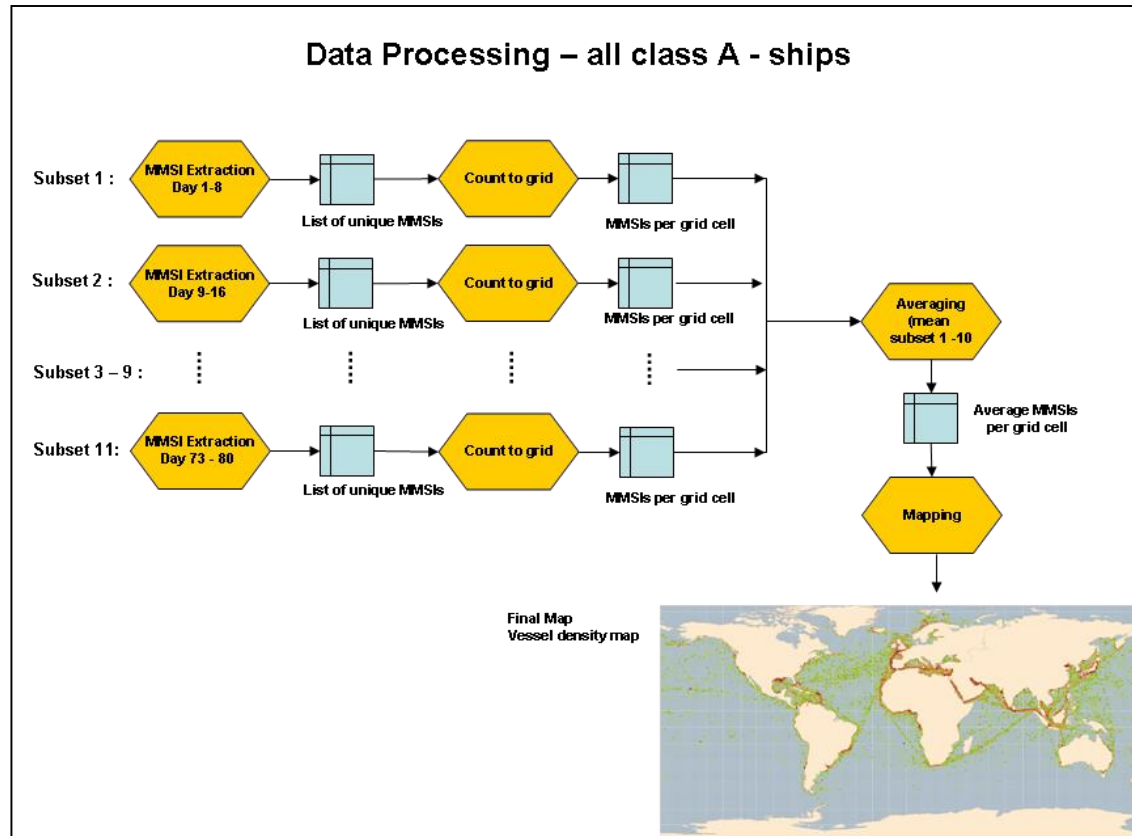 Data Processing – all class A - ships
Subset 1 :
MMSI Extraction
Day 1-8
List of unique MMSIs
Count to grid
MMSIs per grid cell
Subset 2 :
MMSI Extraction
Day 9-16
List of unique MMSIs
Count to grid
MMSIs per grid cell
Averaging
(mean
subset 1 -10
Subset 3 – 9 :
Average MMSIs
per grid cell
Subset 11:
MMSI Extraction
Day 73 - 80
List of unique MMSIs
Count to grid
MMSIs per grid cell
Mapping
Final Map
Vessel density map